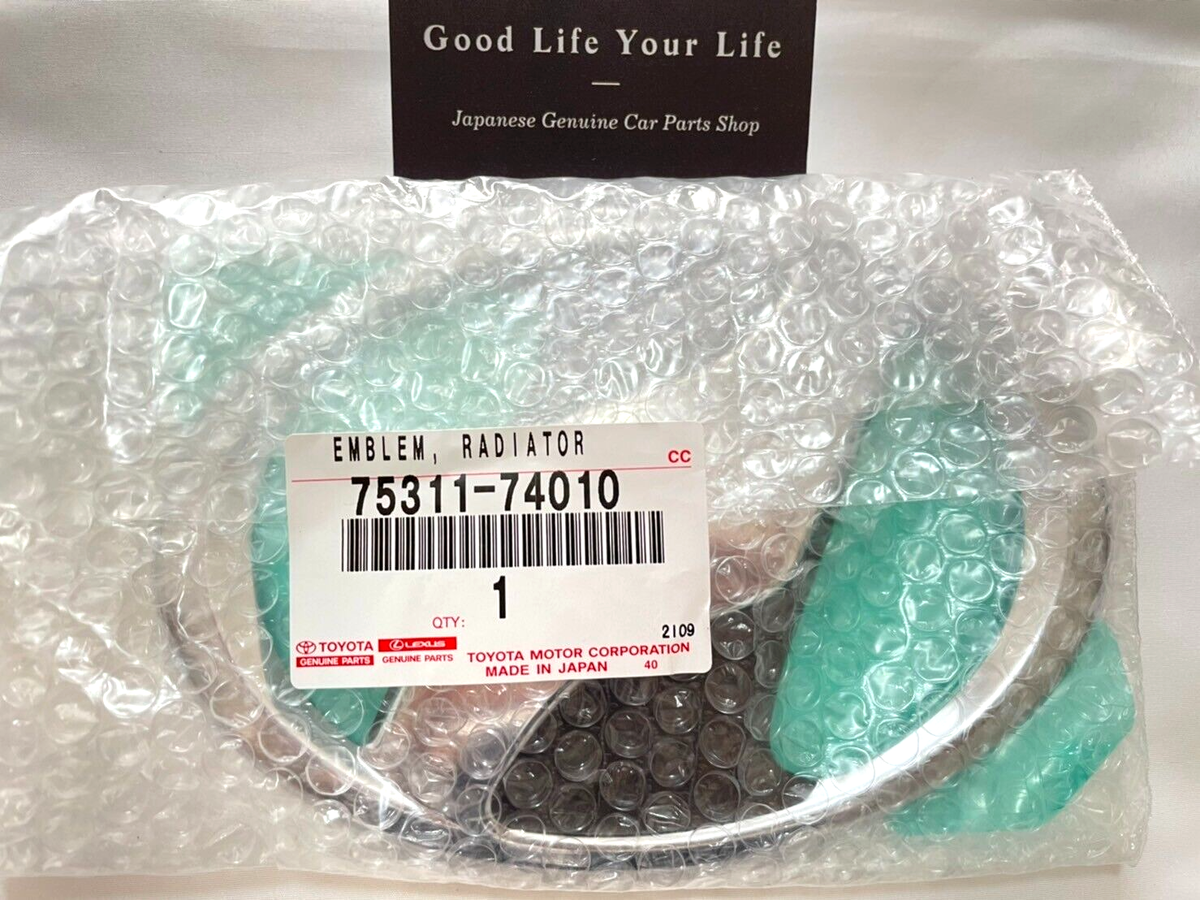 Good Life Your Life
Japanese Genuine Car Parts Shop
EMBLEM, RADIATOR
CC
75311-74010
1
QTY:
2109
TOYOTA LEXUS
GENUINE PARTS GENUINE PARTS
TOYOTA MOTOR CORPORATION
MADE IN JAPAN 40